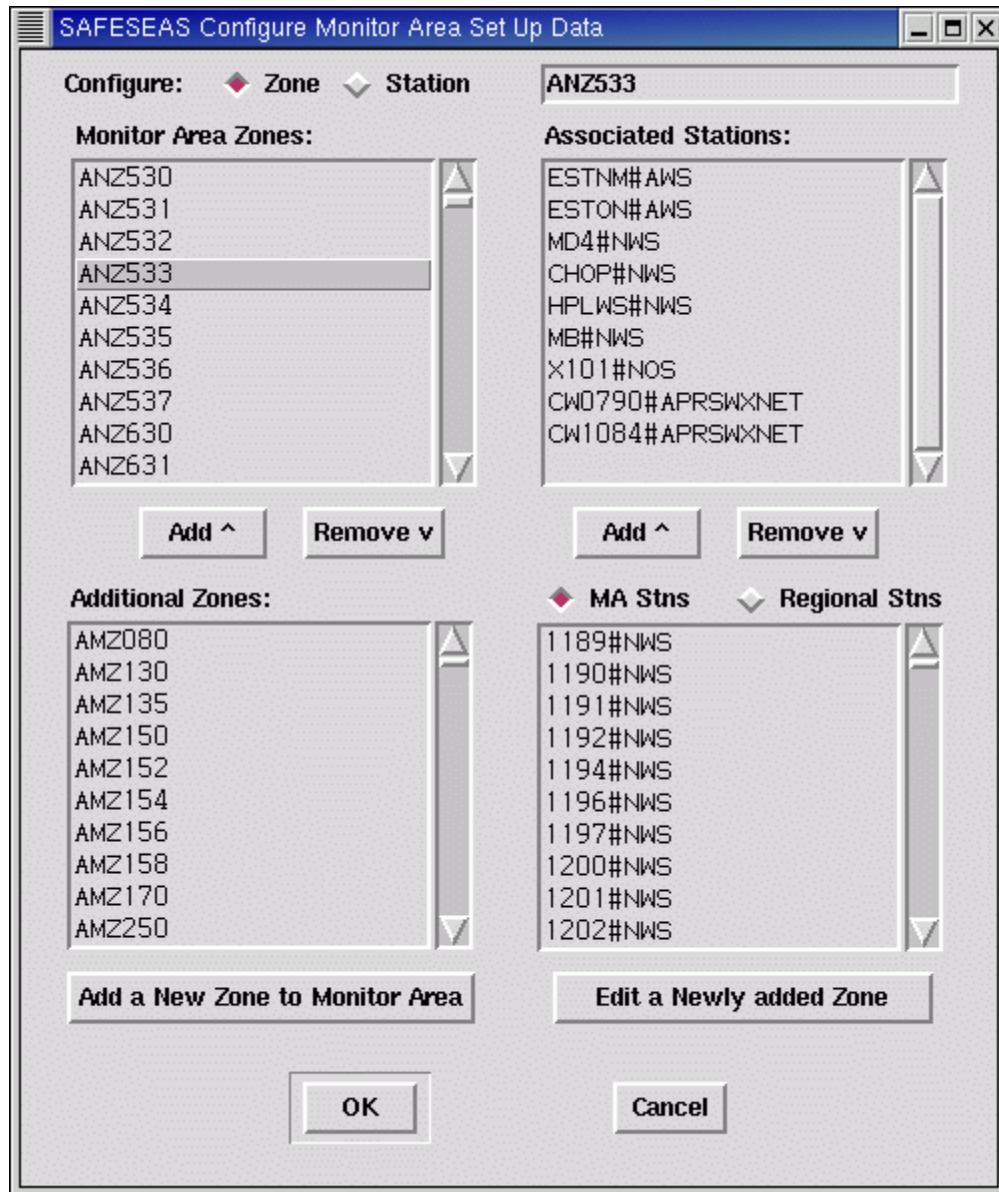 SAFESEAS Configure Monitor Area Set Up Data
Configure: Zone Station ANZ533
Monitor Area Zones:
ANZ530
ANZ531
ANZ532
ANZ533
ANZ534
ANZ535
ANZ536
ANZ537
ANZ630
ANZ631
Add ^ Remove v
Associated Stations:
ESTNM#AWS
ESTON#AWS
MD4#NWS
CHOP#NWS
HPLWS#NWS
MB#NWS
X101#NOS
CW0790#APRSWXNET
CW1084#APRSWXNET
Add ^ Remove v
Additional Zones:
AMZ080
AMZ130
AMZ135
AMZ150
AMZ152
AMZ154
AMZ156
AMZ158
AMZ170
AMZ250
Add a New Zone to Monitor Area
MA Stns Regional Stns
1189#NWS
1190#NWS
1191#NWS
1192#NWS
1194#NWS
1196#NWS
1197#NWS
1200#NWS
1201#NWS
1202#NWS
Edit a Newly added Zone
OK Cancel